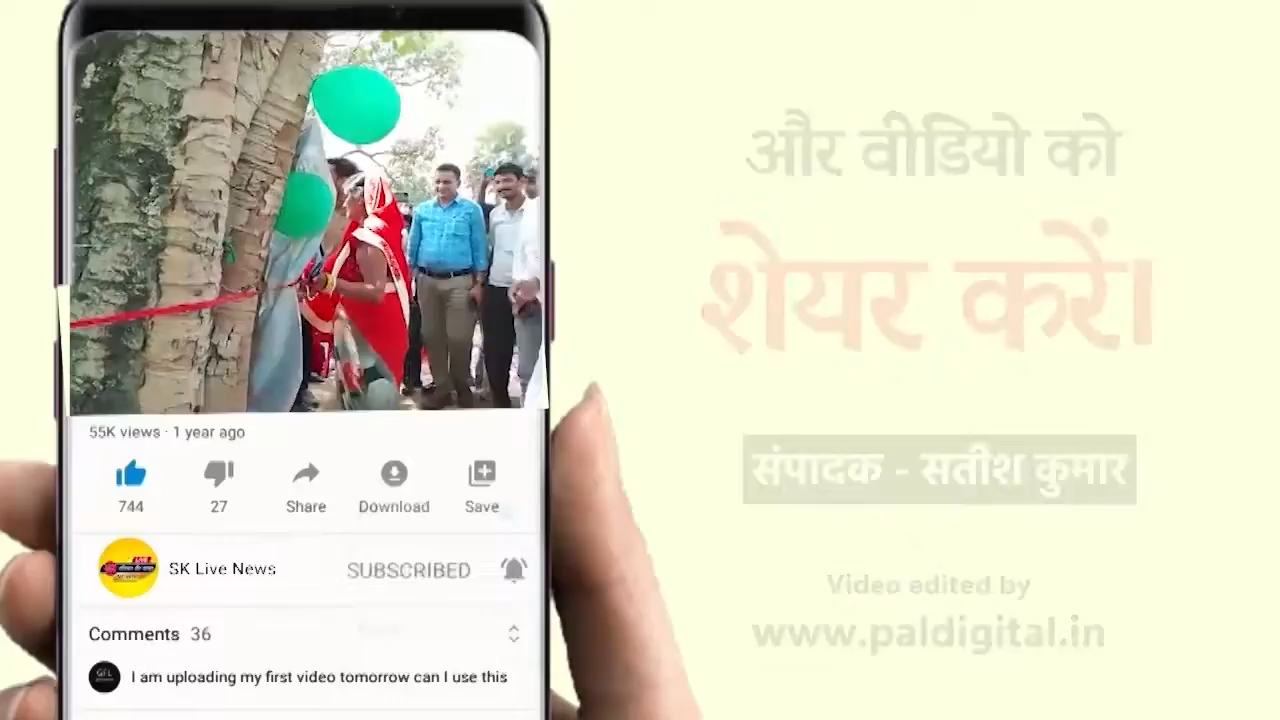 और वीडियो को
शेयर करें।
संपादक - सतीश कुमार
Video edited by
www.paldigital.in
55K views · 1 year ago
744
27
Share
Download
Save
SK Live News
SUBSCRIBED
Comments 36
GFL
I am uploading my first video tomorrow can I use this